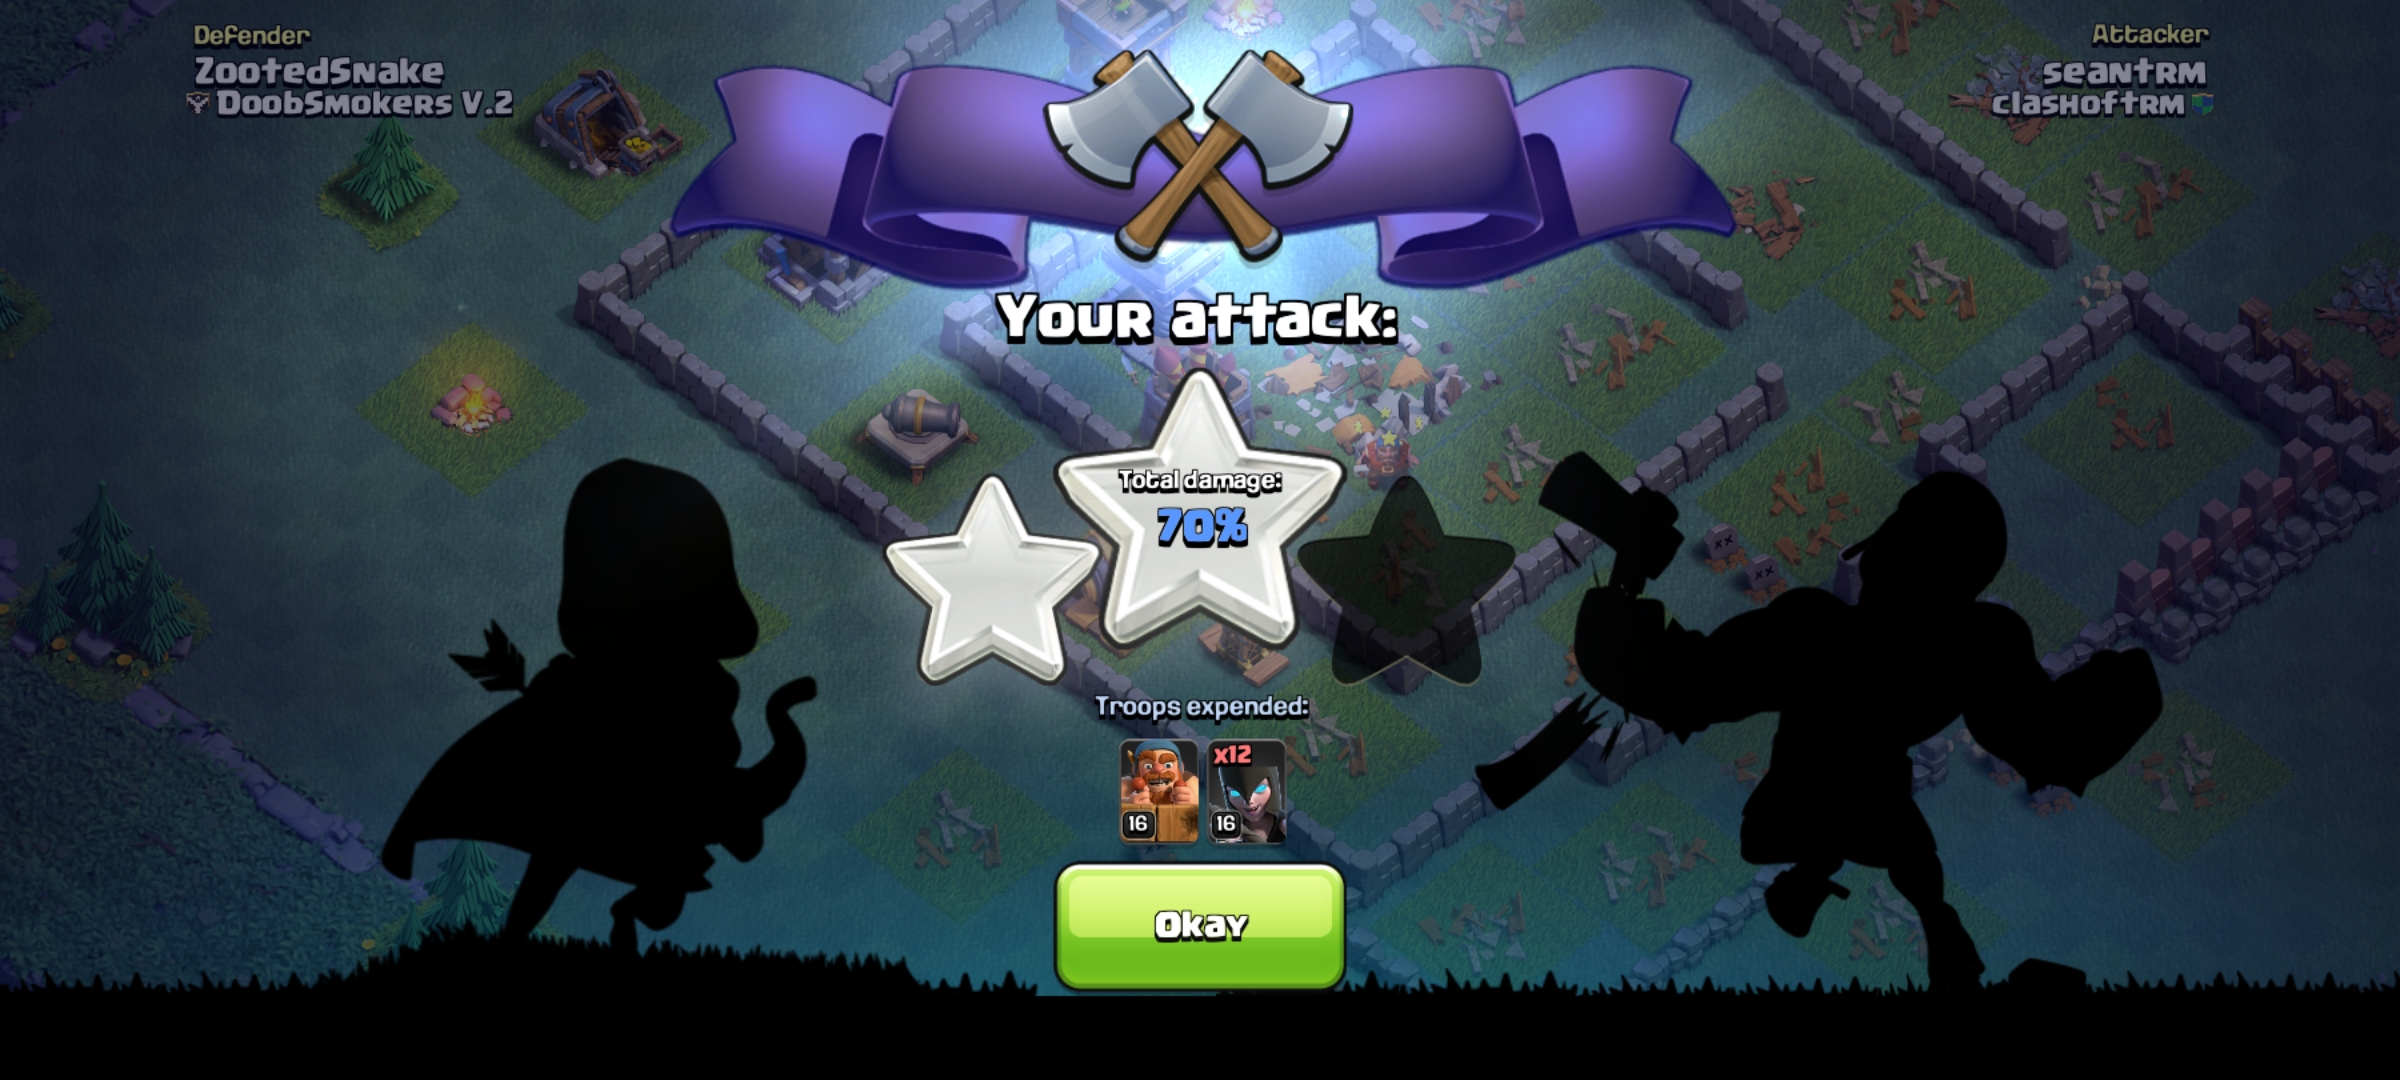 Defender
ZootedSnake
DoobSmokers V.2
Attacker
seantrm
clashoftrm
Your attack:
Total damage:
70%
Troops expended:
x12
16
16
Okay